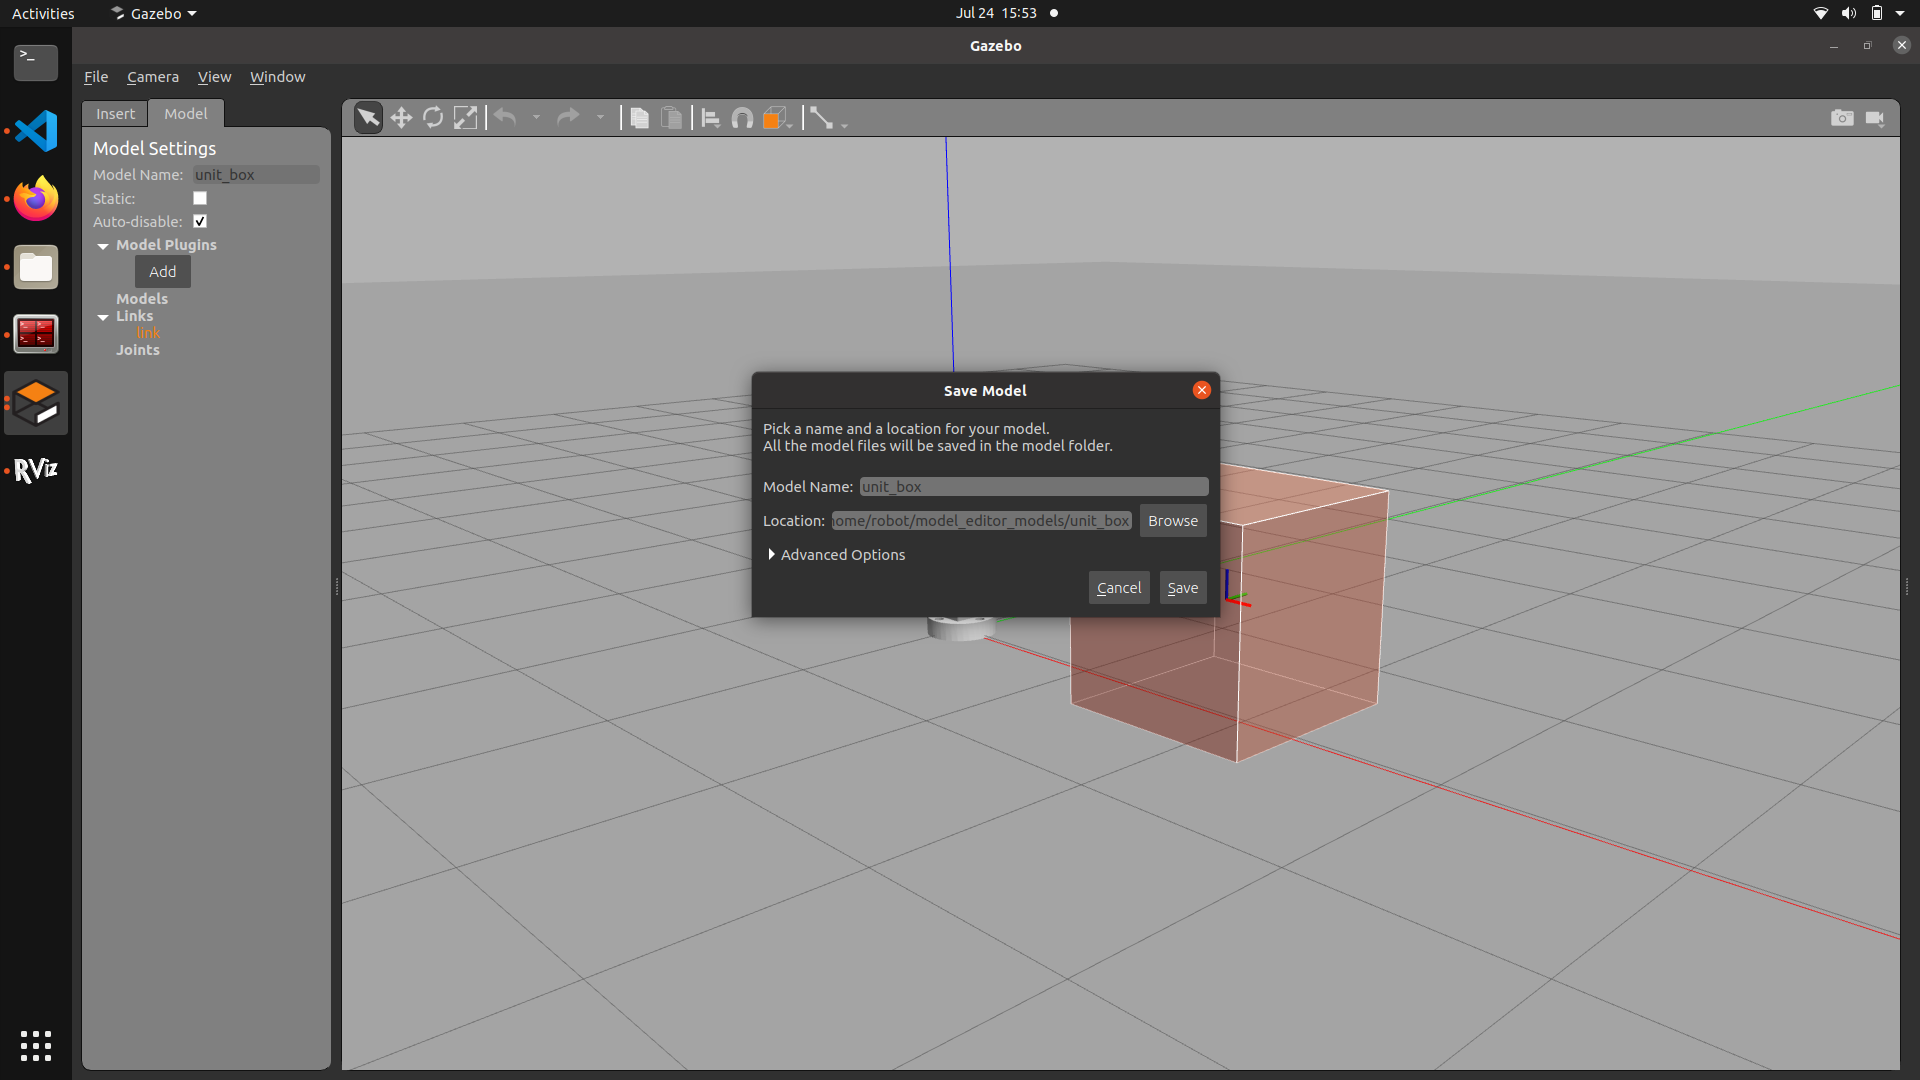 Activities
Gazebo
Jul 24 15:53
Gazebo
File Camera View Window
Insert Model
Model Settings
Model Name: unit_box
Static:
Auto-disable:
Model Plugins
Add
Models
Links
link
Joints
Save Model
Pick a name and a location for your model.
All the model files will be saved in the model folder.
Model Name: unit_box
Location: home/robot/model_editor_models/unit_box Browse
Advanced Options
Cancel Save
RViz